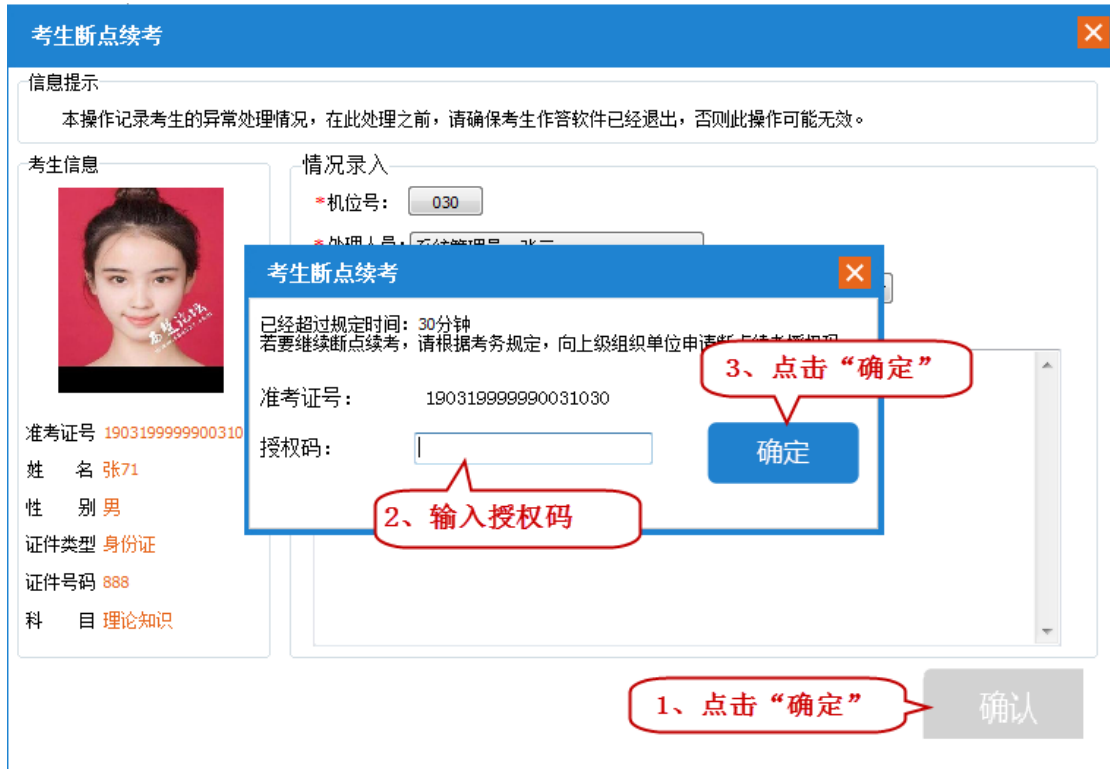 考生断点续考
信息提示
本操作记录考生的异常处理情况，在此处理之前，请确保考生作答软件已经退出，否则此操作可能无效。
考生信息
情况录入
*机位号： 030
考生断点续考
已经超过规定时间：30分钟
若要继续断点续考，请根据考务规定，向上级组织单位申请
3、点击“确定”
准考证号： 190319999990031030
授权码：
确定
2、输入授权码
准考证号 1903199999900310
姓 名 张71
性 别 男
证件类型 身份证
证件号码 888
科 目 理论知识
1、点击“确定”
确认